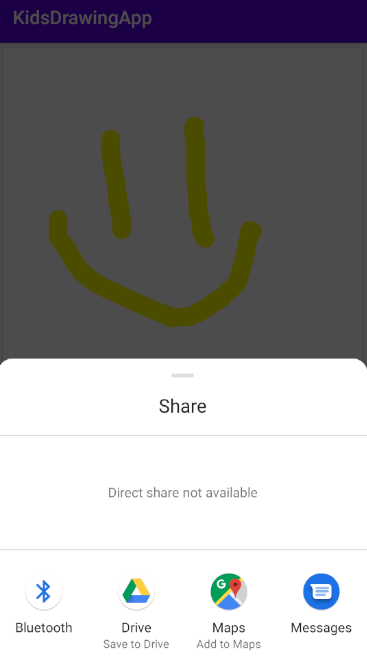 KidsDrawingApp
Share
Direct share not available
Bluetooth
Drive
Save to Drive
G
Maps
Add to Maps
Messages